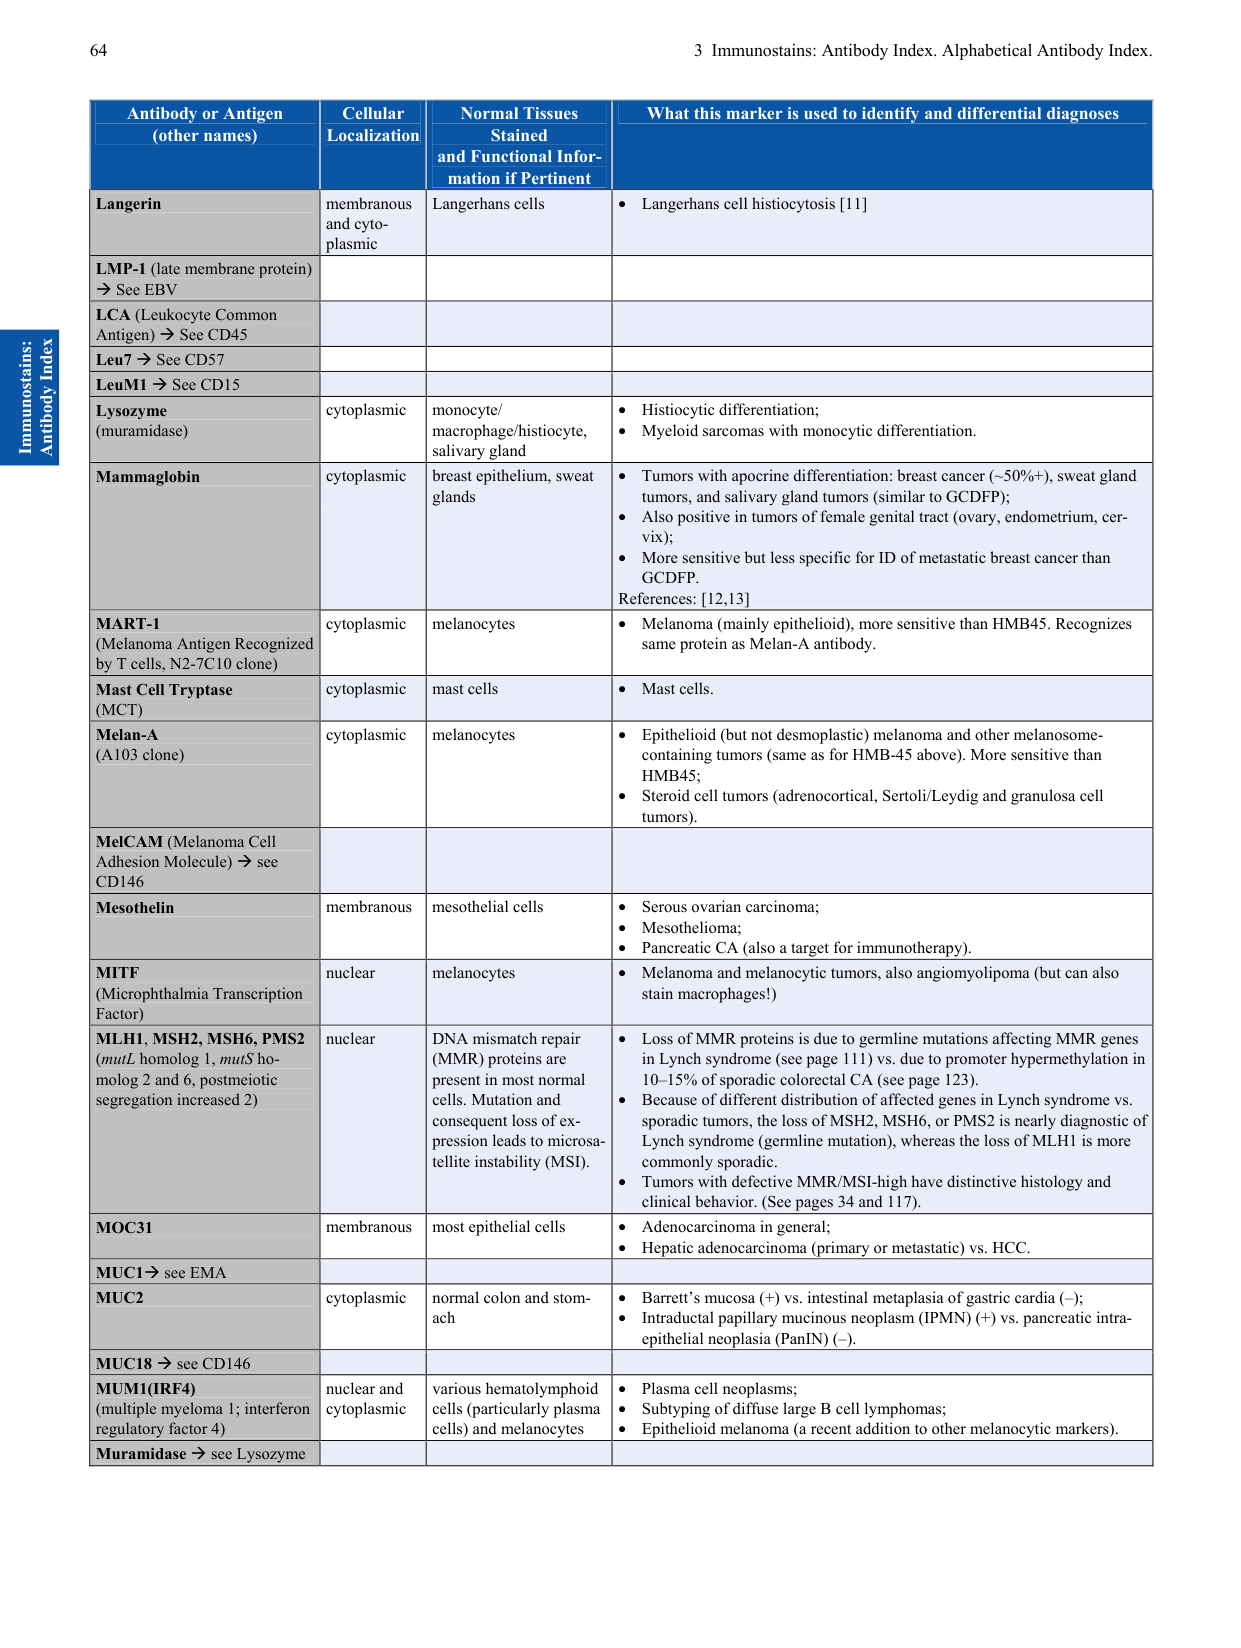 64
3 Immunostains: Antibody Index. Alphabetical Antibody Index.
Immunostains:
Antibody Index
Antibody or Antigen
(other names)
Cellular
Localization
Normal Tissues
Stained
and Functional Infor-
mation if Pertinent
What this marker is used to identify and differential diagnoses
Langerin
membranous
and cyto-
plasmic
Langerhans cells
• Langerhans cell histiocytosis [11]
LMP-1 (late membrane protein)
→ See EBV
LCA (Leukocyte Common
Antigen) → See CD45
Leu7 → See CD57
LeuM1 → See CD15
Lysozyme
(muramidase)
cytoplasmic
monocyte/
macrophage/histiocyte,
salivary gland
• Histiocytic differentiation;
• Myeloid sarcomas with monocytic differentiation.
Mammaglobin
cytoplasmic
breast epithelium, sweat
glands
• Tumors with apocrine differentiation: breast cancer (~50%+), sweat gland
tumors, and salivary gland tumors (similar to GCDFP);
• Also positive in tumors of female genital tract (ovary, endometrium, cer-
vix);
• More sensitive but less specific for ID of metastatic breast cancer than
GCDFP.
References: [12,13]
MART-1
(Melanoma Antigen Recognized
by T cells, N2-7C10 clone)
cytoplasmic
melanocytes
• Melanoma (mainly epithelioid), more sensitive than HMB45. Recognizes
same protein as Melan-A antibody.
Mast Cell Tryptase
(MCT)
cytoplasmic
mast cells
• Mast cells.
Melan-A
(A103 clone)
cytoplasmic
melanocytes
• Epithelioid (but not desmoplastic) melanoma and other melanosome-
containing tumors (same as for HMB-45 above). More sensitive than
HMB45;
• Steroid cell tumors (adrenocortical, Sertoli/Leydig and granulosa cell
tumors).
MelCAM (Melanoma Cell
Adhesion Molecule) → see
CD146
Mesothelin
membranous
mesothelial cells
• Serous ovarian carcinoma;
• Mesothelioma;
• Pancreatic CA (also a target for immunotherapy).
MITF
(Microphthalmia Transcription
Factor)
nuclear
melanocytes
• Melanoma and melanocytic tumors, also angiomyolipoma (but can also
stain macrophages!)
MLH1, MSH2, MSH6, PMS2
(mutL homolog 1, mutS ho-
molog 2 and 6, postmeiotic
segregation increased 2)
nuclear
DNA mismatch repair
(MMR) proteins are
present in most normal
cells. Mutation and
consequent loss of ex-
pression leads to microsa-
tellite instability (MSI).
• Loss of MMR proteins is due to germline mutations affecting MMR genes
in Lynch syndrome (see page 111) vs. due to promoter hypermethylation in
10–15% of sporadic colorectal CA (see page 123).
• Because of different distribution of affected genes in Lynch syndrome vs.
sporadic tumors, the loss of MSH2, MSH6, or PMS2 is nearly diagnostic of
Lynch syndrome (germline mutation), whereas the loss of MLH1 is more
commonly sporadic.
• Tumors with defective MMR/MSI-high have distinctive histology and
clinical behavior. (See pages 34 and 117).
MOC31
membranous
most epithelial cells
• Adenocarcinoma in general;
• Hepatic adenocarcinoma (primary or metastatic) vs. HCC.
MUC1→ see EMA
MUC2
cytoplasmic
normal colon and stom-
ach
• Barrett’s mucosa (+) vs. intestinal metaplasia of gastric cardia (–);
• Intraductal papillary mucinous neoplasm (IPMN) (+) vs. pancreatic intra-
epithelial neoplasia (PanIN) (–).
MUC18 → see CD146
MUM1(IRF4)
(multiple myeloma 1; interferon
regulatory factor 4)
nuclear and
cytoplasmic
various hematolymphoid
cells (particularly plasma
cells) and melanocytes
• Plasma cell neoplasms;
• Subtyping of diffuse large B cell lymphomas;
• Epithelioid melanoma (a recent addition to other melanocytic markers).
Muramidase → see Lysozyme